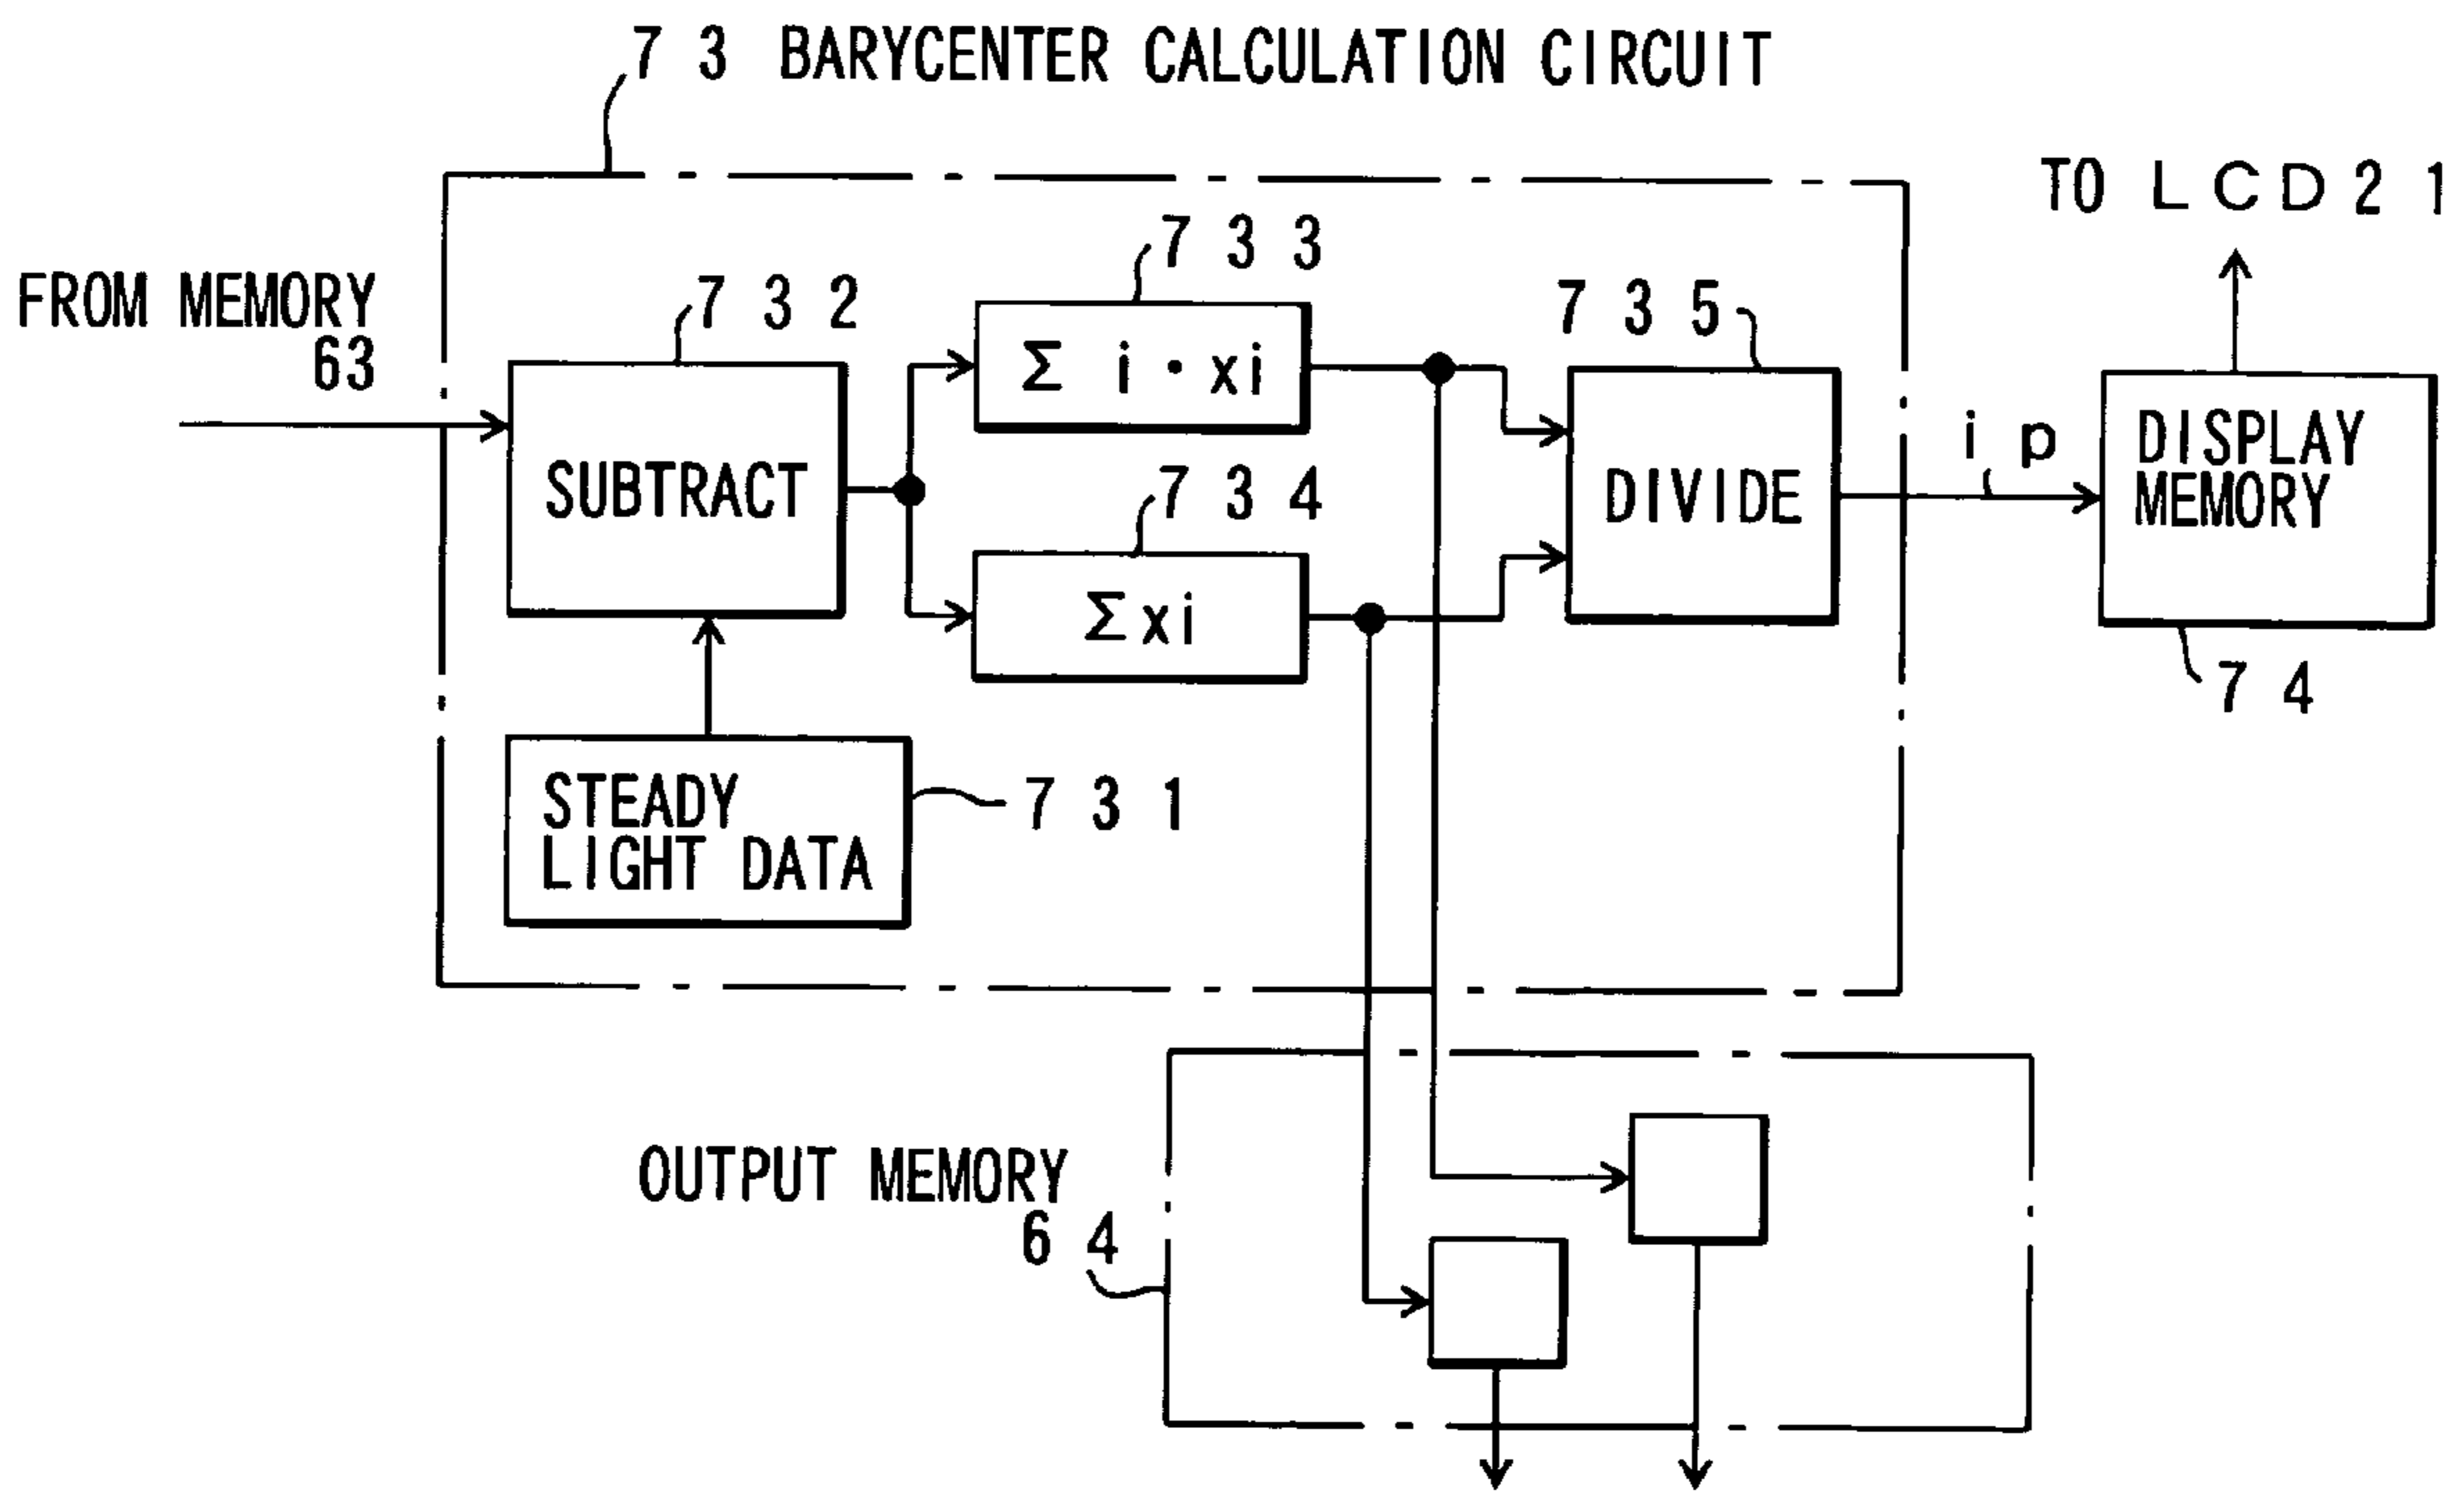 7 3 BARYCENTER CALCULATION CIRCUIT
TO L C D 2 1
FROM MEMORY
63
7 3 2
7 3 3
7 3 5
Σ i · xi
SUBTRACT
7 3 4
DIVIDE
i p
DISPLAY
MEMORY
Σ xi
7 4
STEADY
LIGHT DATA
7 3 1
OUTPUT MEMORY
6 4